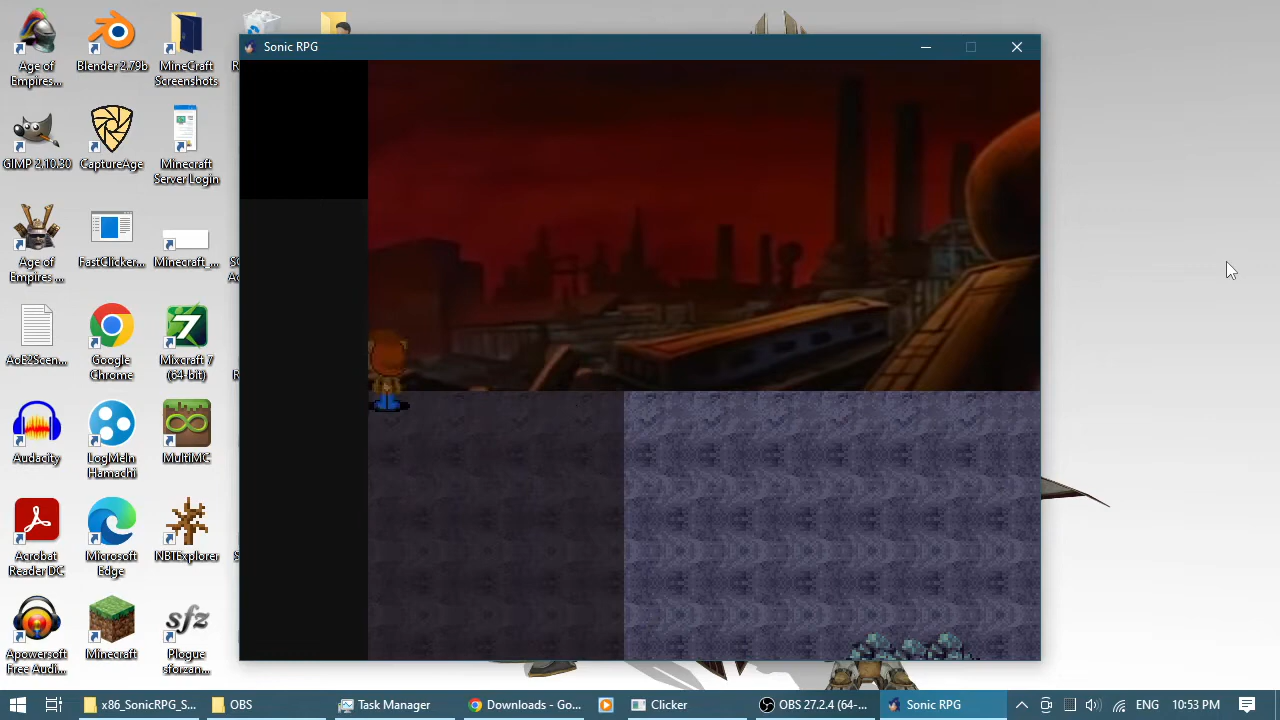 Sonic RPG
Age of Empires...
Blender 2.79b
MineCraft Screenshots
GIMP 2.10.30
CaptureAge
Minecraft Server Login
Age of Empires ...
FastClicker...
Minecraft_...
AoE2Scen...
Google Chrome
Mixcraft 7 (64-bit)
Audacity
LogMeIn Hamachi
MultiMC
Acrobat Reader DC
Microsoft Edge
NBTExplorer
Apowersoft Free Audi...
Minecraft
Plogue sforzan...
sfz
x86_SonicRPG_S...
OBS
Task Manager
Downloads - Go...
Clicker
OBS 27.2.4 (64-...
Sonic RPG
ENG
10:53 PM